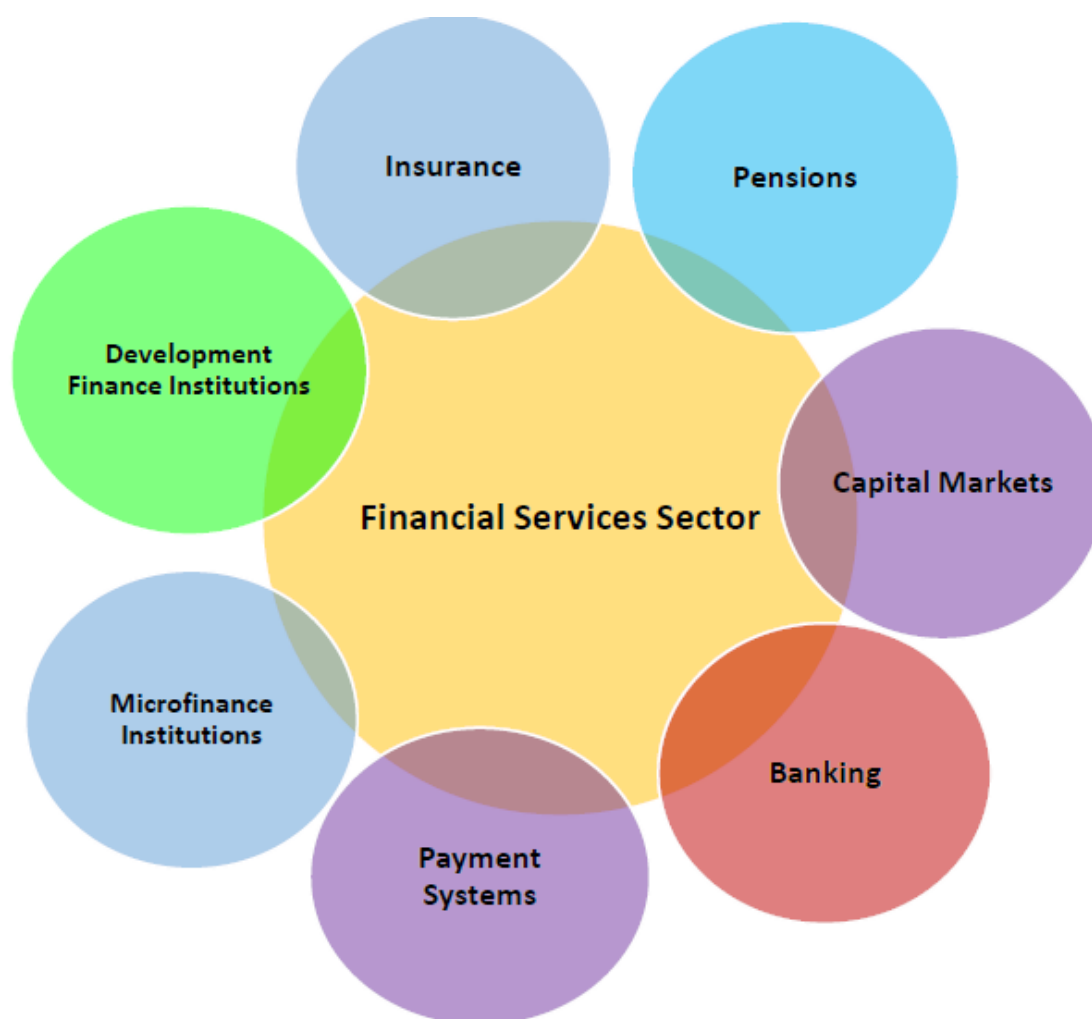 Insurance
Pensions
Development
Finance Institutions
Capital Markets
Financial Services Sector
Microfinance
Institutions
Banking
Payment
Systems